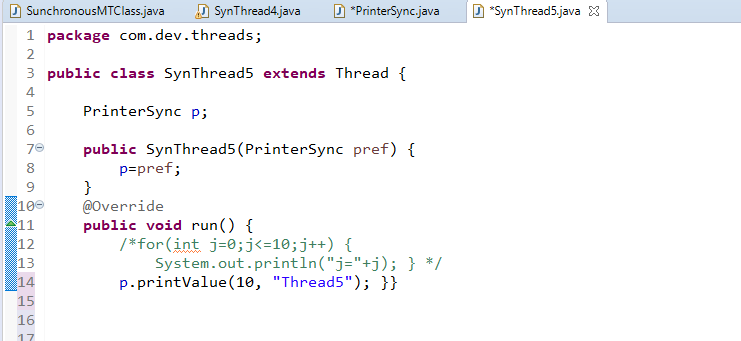 SunchronousMTClass.java SynThread4.java *PrinterSync.java *SynThread5.java
1 package com.dev.threads;
2
3 public class SynThread5 extends Thread {
4
5 PrinterSync p;
6
7 public SynThread5(PrinterSync pref) {
8 p=pref;
9 }
10 @Override
11 public void run() {
12 /*for(int j=0;j<=10;j++) {
13 System.out.println("j="+j); } */
14 p.printValue(10, "Thread5"); }}
15
16
17